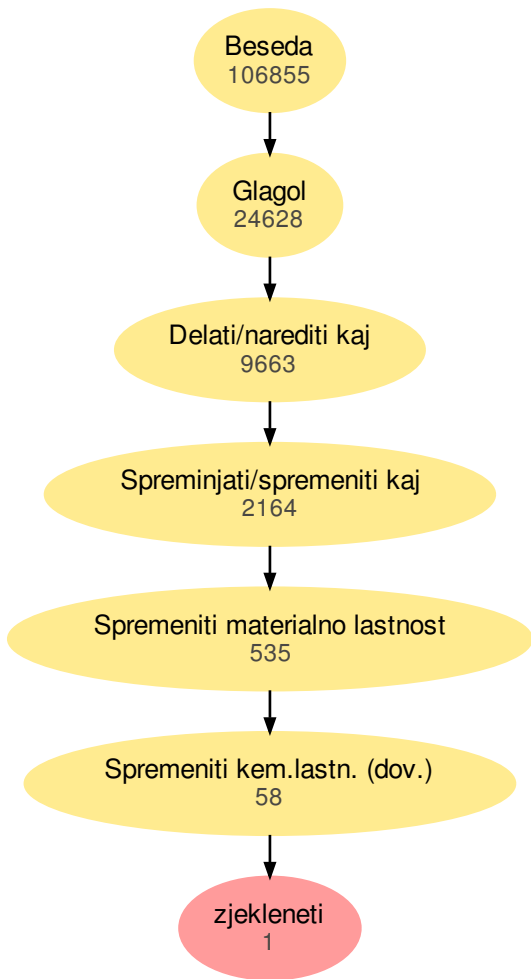 Beseda
106855
Glagol
24628
Delati/narediti kaj
9663
Spreminjati/spremeniti kaj
2164
Spremeniti materialno lastnost
535
Spremeniti kem.lastn. (dov.)
58
zjekleneti
1